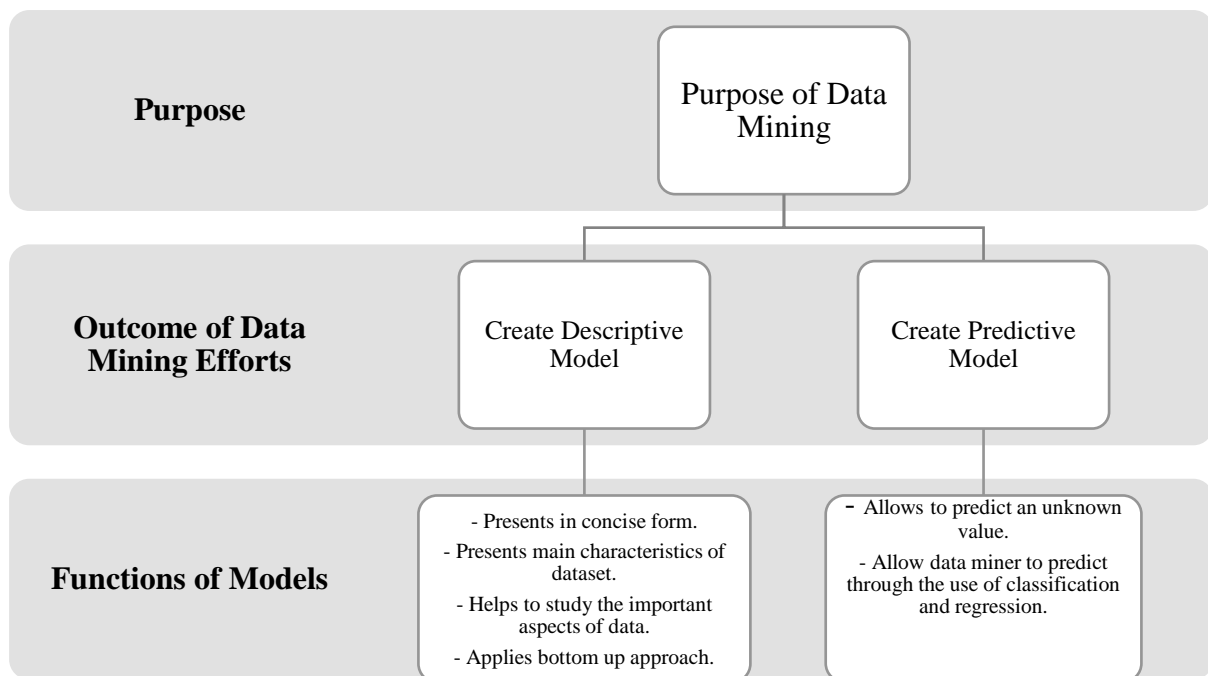 Purpose
Purpose of Data
Mining
Outcome of Data
Mining Efforts
Create Descriptive
Model
Create Predictive
Model
Functions of Models
- Presents in concise form.
- Presents main characteristics of
dataset.
- Helps to study the important
aspects of data.
- Applies bottom up approach.
- Allows to predict an unknown
value.
- Allow data miner to predict
through the use of classification
and regression.